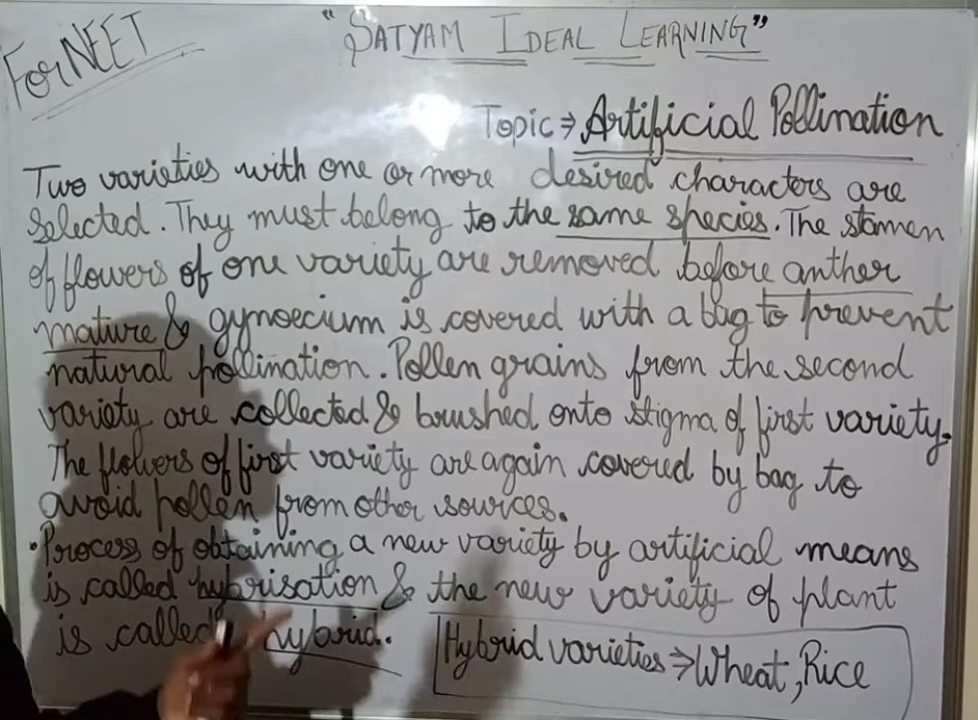 For NEET
"SATYAM IDEAL LEARNING"
Topic ⇒ Artificial Pollination
Two varieties with one or more desired characters are
selected. They must belong to the same species. The stamen
of flowers of one variety are removed before anther
mature & gynoecium is covered with a bag to prevent
natural pollination. Pollen grains from the second
variety are collected & brushed onto stigma of first variety.
The flowers of first variety are again covered by bag to
avoid pollen from other sources.
• Process of obtaining a new variety by artificial means
is called hybrisation & the new variety of plant
is called hybrid.
Hybrid varieties ⇒ Wheat, Rice